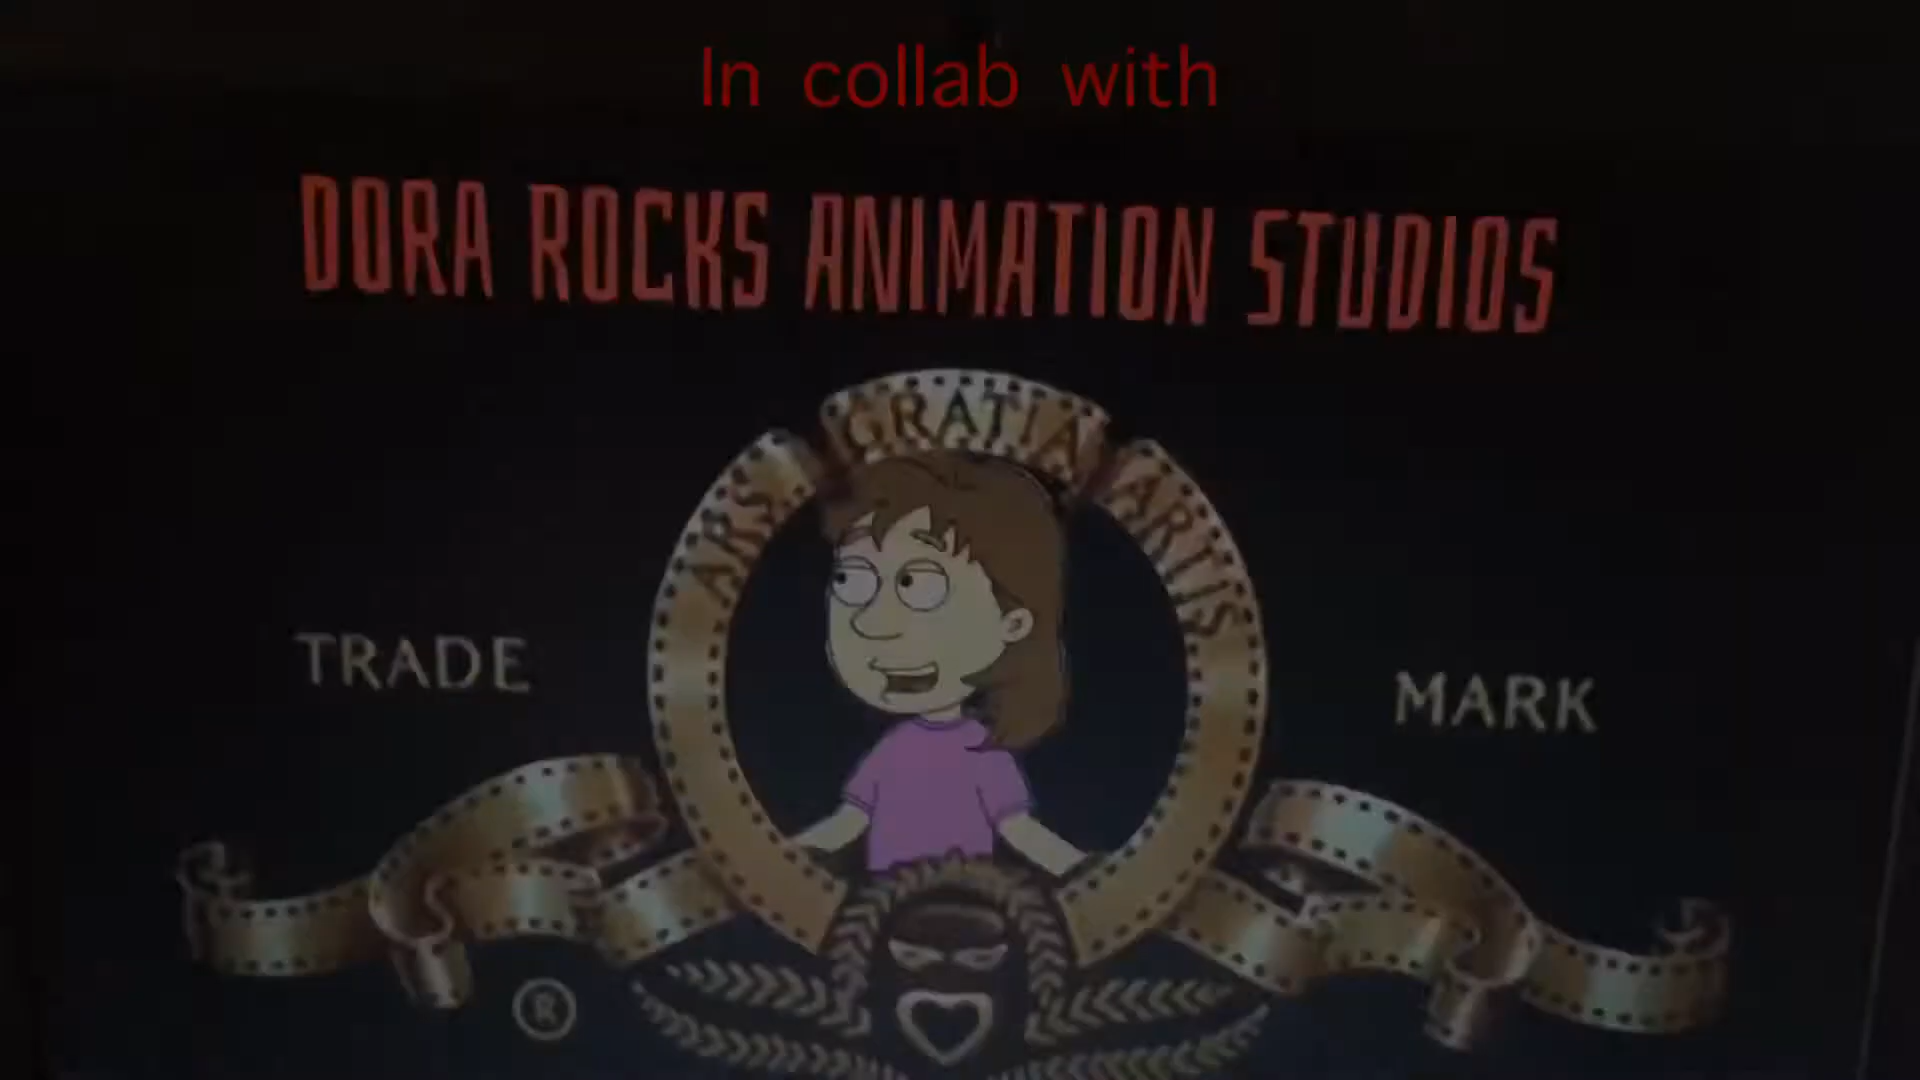 In collab with
DORA ROCKS ANIMATION STUDIOS
ARS GRATIA ARTIS
TRADE MARK
®